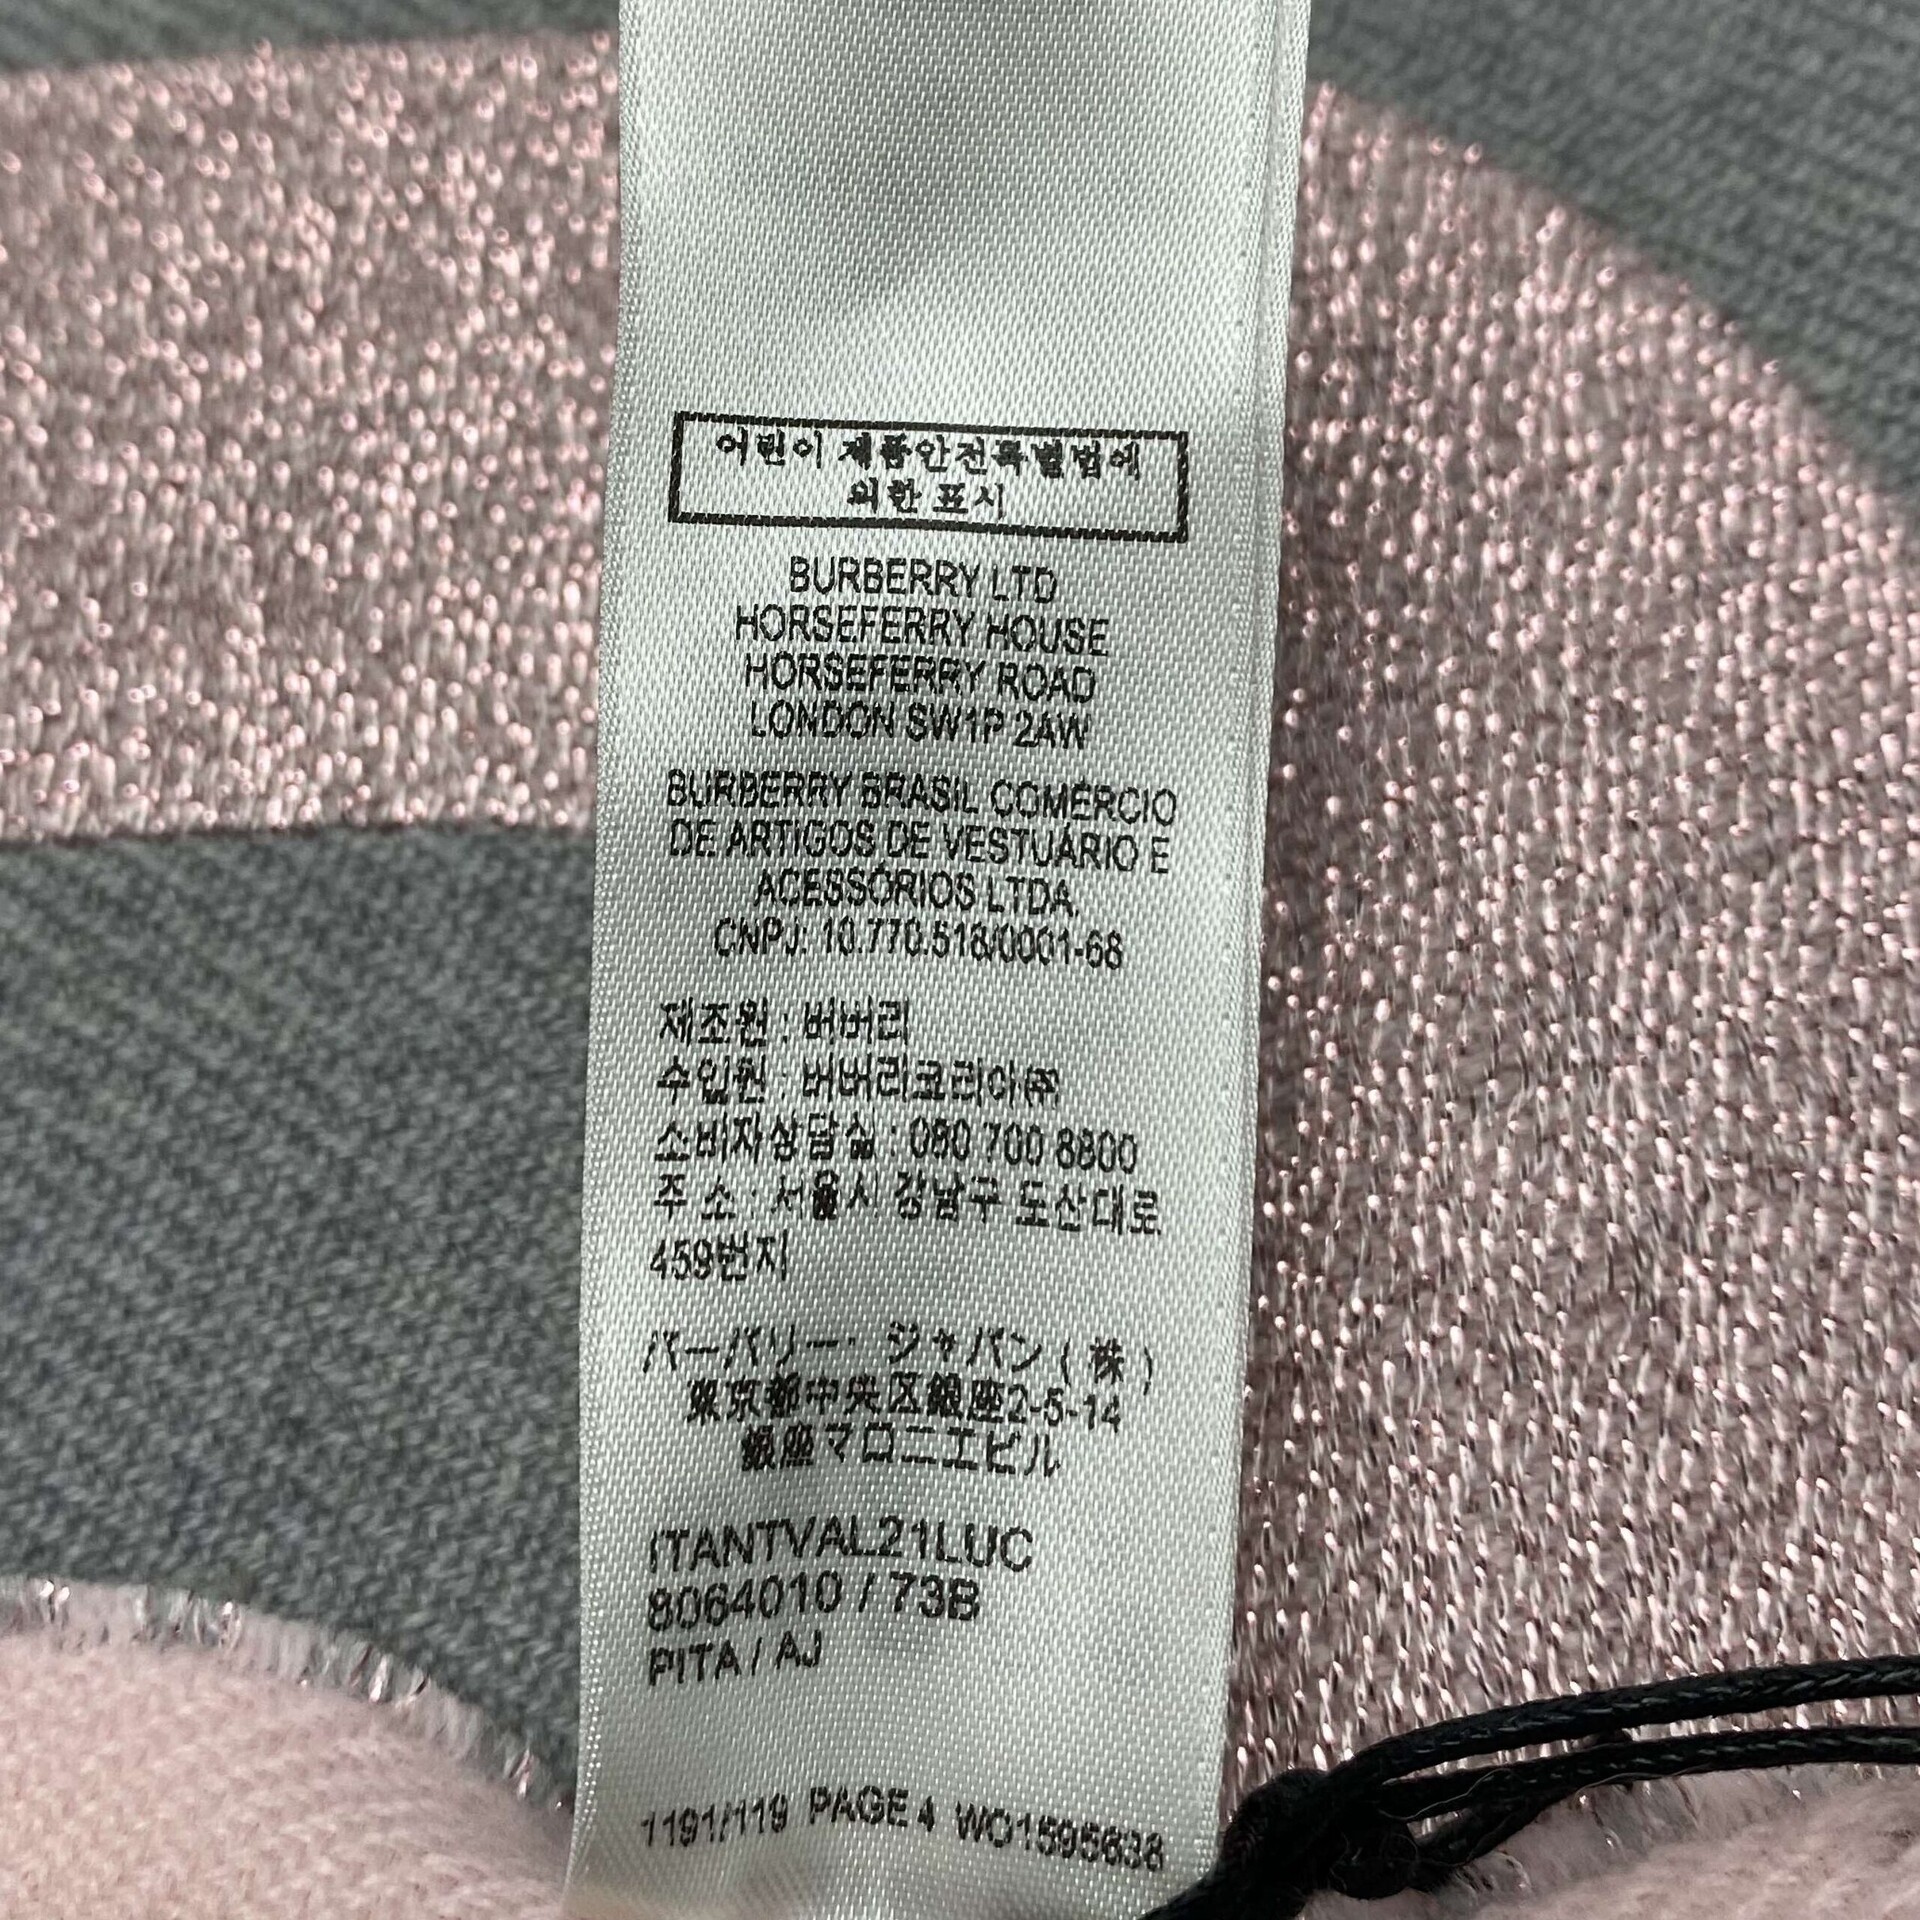 어린이 제품안전특별법에
의한 표시
BURBERRY LTD
HORSEFERRY HOUSE
HORSEFERRY ROAD
LONDON SW1P 2AW
BURBERRY BRASIL COMÉRCIO
DE ARTIGOS DE VESTUÁRIO E
ACESSÓRIOS LTDA.
CNPJ: 10.770.518/0001-68
제조원 : 버버리
수입원 : 버버리코리아㈜
소비자상담실 : 080 700 8800
주 소 : 서울시 강남구 도산대로
459번지
バーバリー・ジャパン(株)
東京都中央区銀座2-5-14
銀座マロニエビル
ITANTVAL21LUC
8064010 / 73B
PITA / AJ
1191/119 PAGE 4 WO1595638